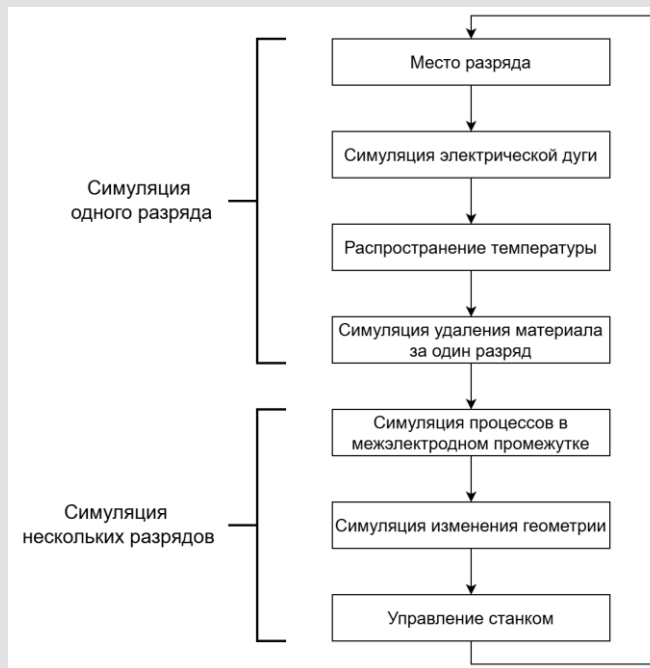 Место разряда
Симуляция электрической дуги
Симуляция
одного разряда
Распространение температуры
Симуляция удаления материала
за один разряд
Симуляция процессов в
межэлектродном промежутке
Симуляция
нескольких разрядов
Симуляция изменения геометрии
Управление станком